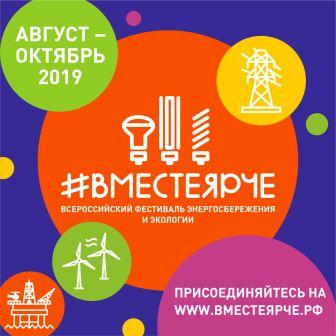 АВГУСТ –
ОКТЯБРЬ
2019
#ВМЕСТЕЯРЧЕ
ВСЕРОССИЙСКИЙ ФЕСТИВАЛЬ ЭНЕРГОСБЕРЕЖЕНИЯ
И ЭКОЛОГИИ
ПРИСОЕДИНЯЙТЕСЬ НА
WWW.ВМЕСТЕЯРЧЕ.РФ